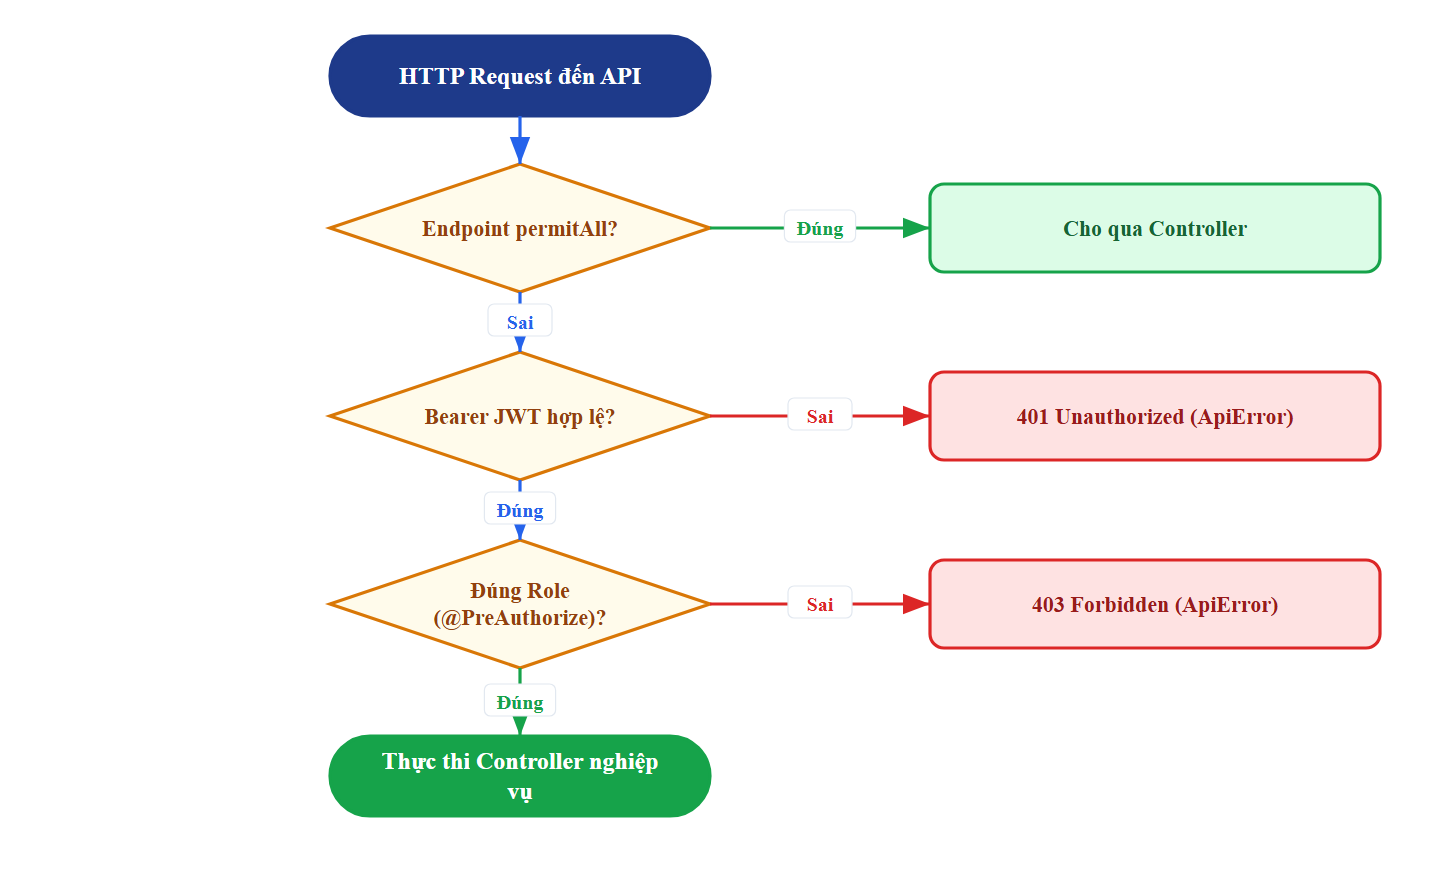 HTTP Request đến API
Endpoint permitAll?
Đúng
Cho qua Controller
Sai
Bearer JWT hợp lệ?
Sai
401 Unauthorized (ApiError)
Đúng
Đúng Role
(@PreAuthorize)?
Sai
403 Forbidden (ApiError)
Đúng
Thực thi Controller nghiệp
vụ